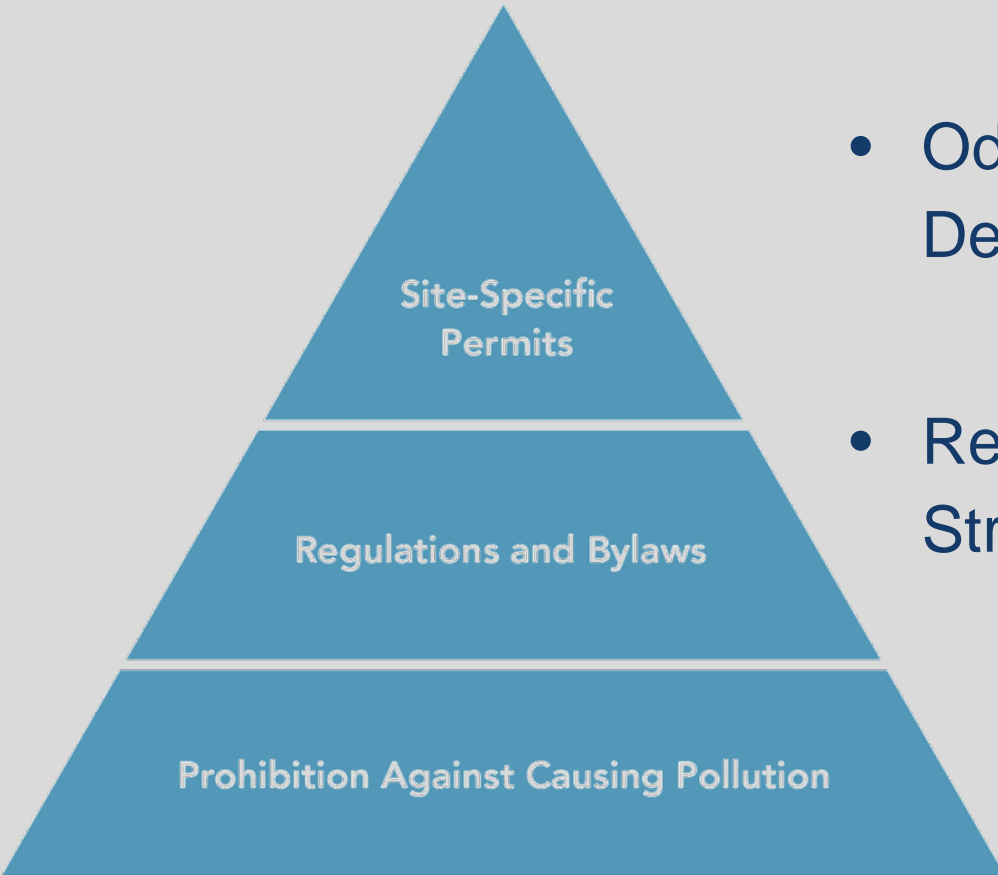 Site-Specific
Permits
Regulations and Bylaws
Prohibition Against Causing Pollution